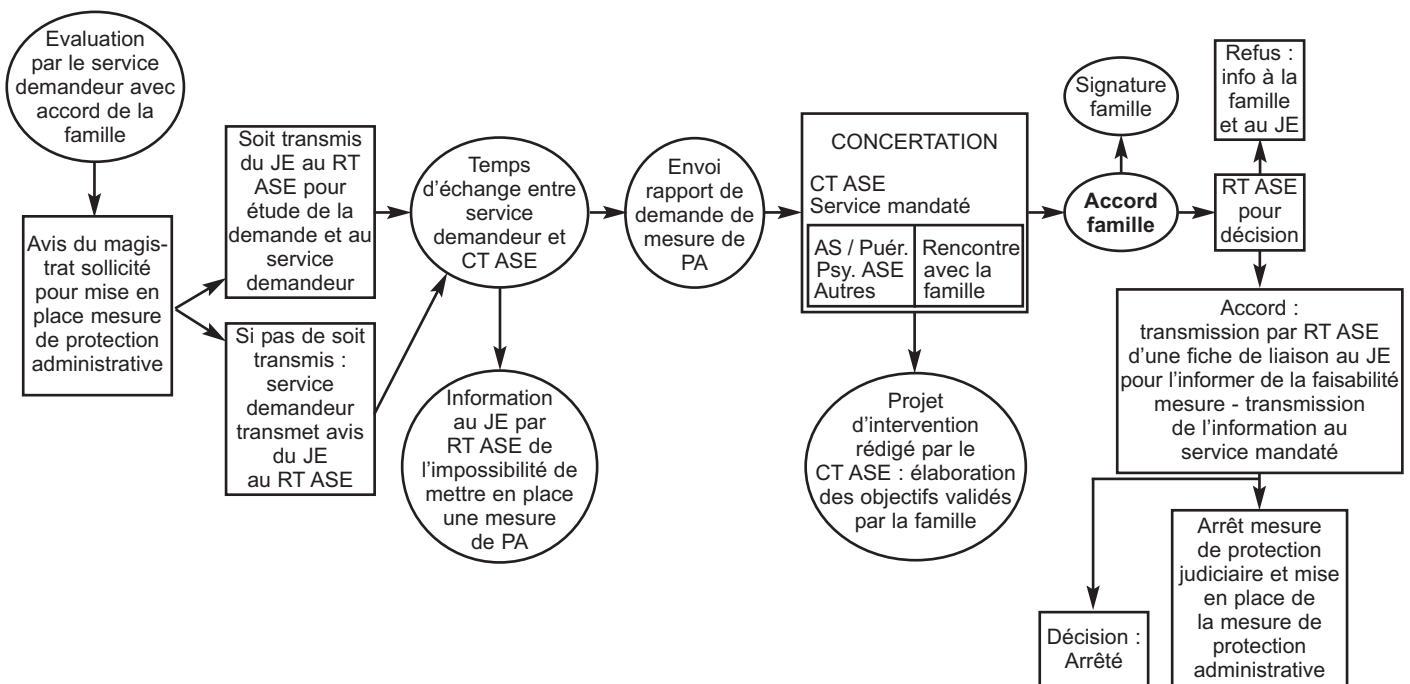 Evaluation
par le service
demandeur avec
accord de la
famille
Avis du magis-
trat sollicité
pour mise en
place mesure
de protection
administrative
Soit transmis
du JE au RT
ASE pour
étude de la
demande et au
service
demandeur
Si pas de soit
transmis :
service
demandeur
transmet avis
du JE
au RT ASE
Temps
d’échange entre
service
demandeur et
CT ASE
Information
au JE par
RT ASE de
l’impossibilité de
mettre en place
une mesure
de PA
Envoi
rapport de
demande de
mesure de
PA
CONCERTATION
CT ASE
Service mandaté
AS / Puér.
Psy. ASE
Autres
Rencontre
avec la
famille
Projet
d’intervention
rédigé par le
CT ASE : élaboration
des objectifs validés
par la famille
Signature
famille
Accord
famille
Refus :
info à la
famille
et au JE
RT ASE
pour
décision
Accord :
transmission par RT ASE
d’une fiche de liaison au JE
pour l’informer de la faisabilité
mesure - transmission
de l’information au
service mandaté
Décision :
Arrêté
Arrêt mesure
de protection
judiciaire et mise
en place de
la mesure de
protection
administrative